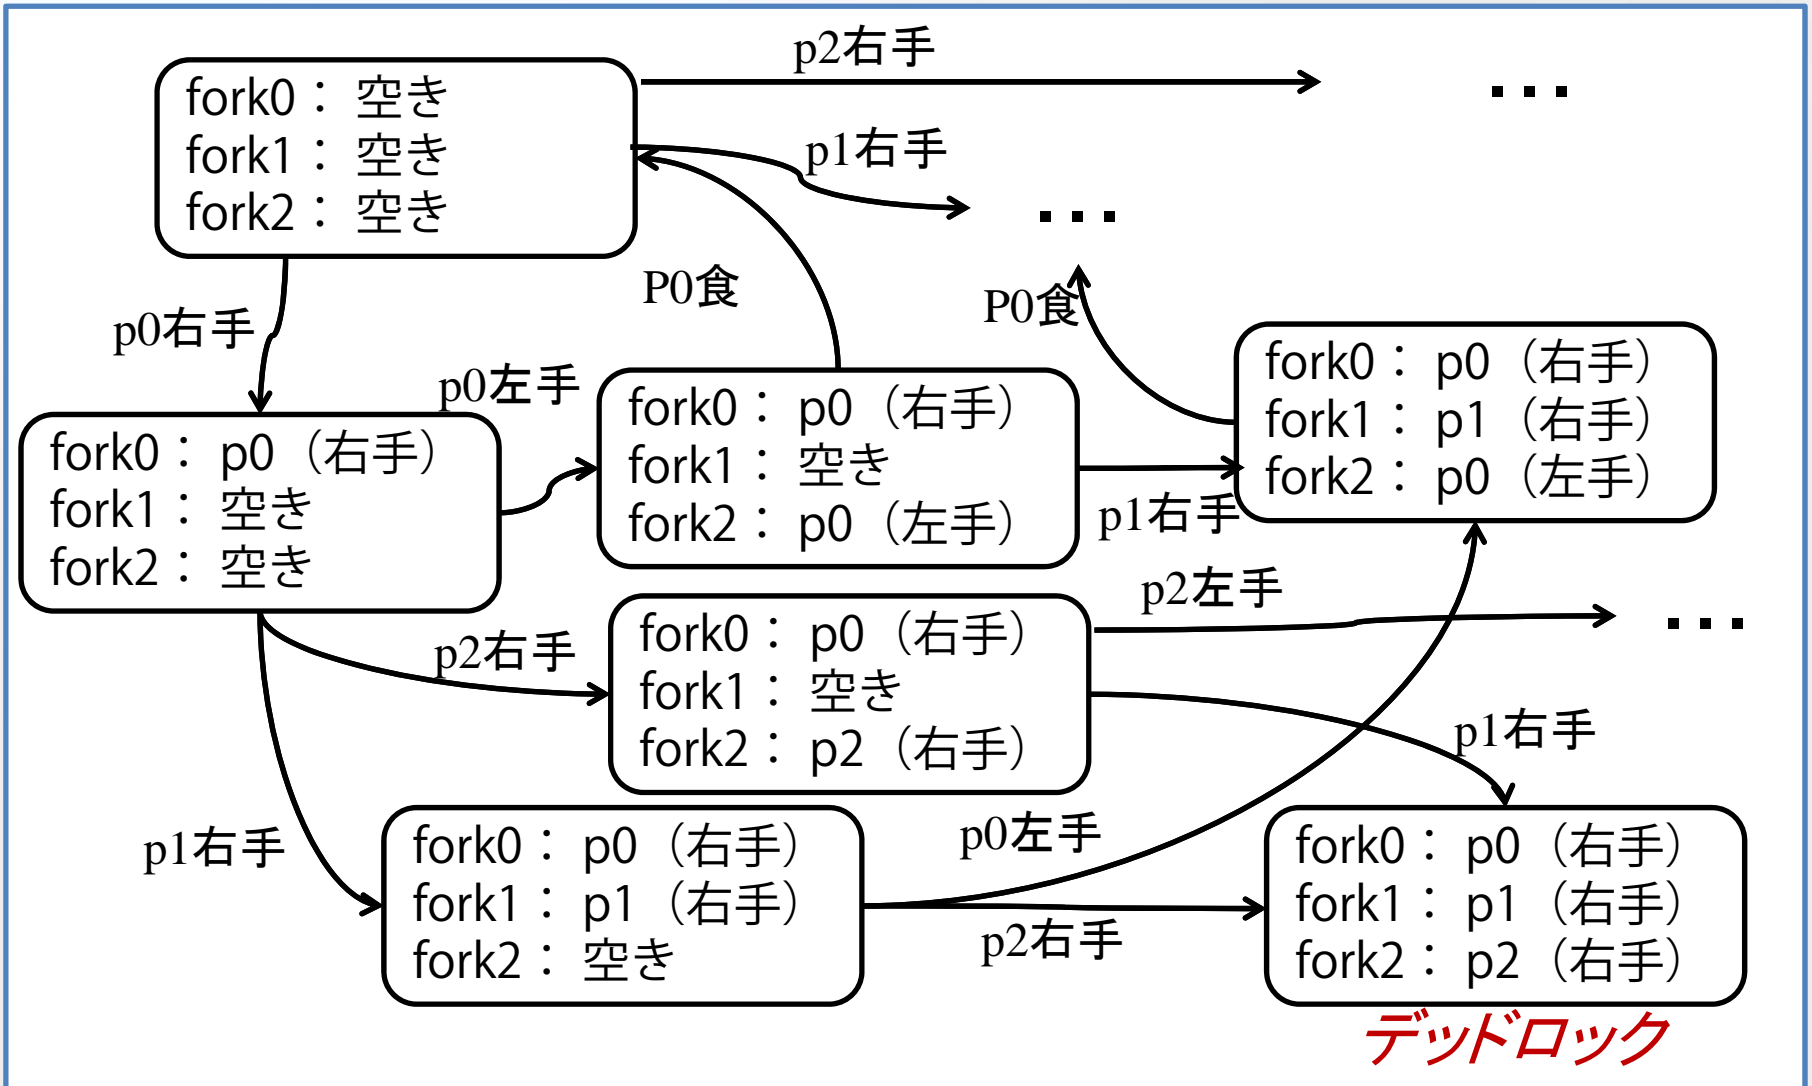 p2右手
fork0： 空き
fork1： 空き
fork2： 空き
...
p1右手
...
P0食
P0食
p0右手
p0左手
fork0： p0（右手）
fork1： p1（右手）
fork2： p0（左手）
fork0： p0（右手）
fork1： 空き
fork2： p0（左手）
fork0： p0（右手）
fork1： 空き
fork2： 空き
p1右手
p2左手
...
fork0： p0（右手）
fork1： 空き
fork2： p2（右手）
p2右手
p1右手
p1右手
p0左手
fork0： p0（右手）
fork1： p1（右手）
fork2： 空き
p2右手
fork0： p0（右手）
fork1： p1（右手）
fork2： p2（右手）
デッドロック